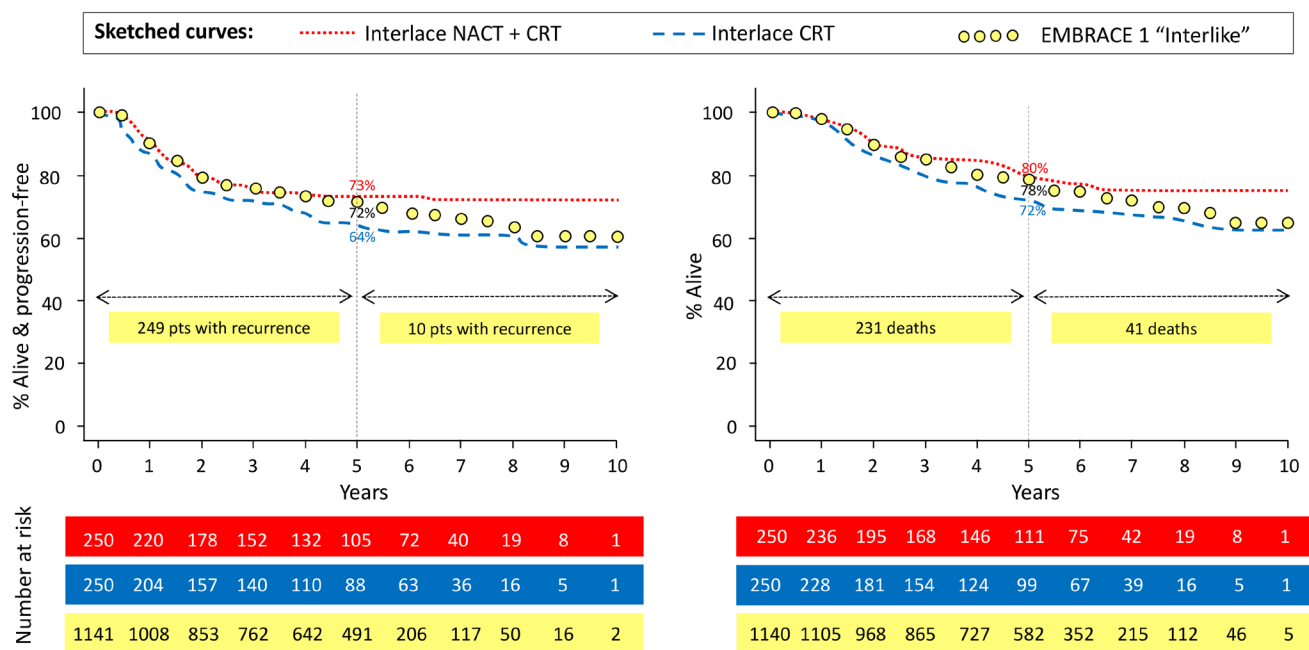 Sketched curves: Interlace NACT + CRT Interlace CRT EMBRACE 1 “Interlike”
% Alive & progression-free
100
80
60
40
20
0
73%
72%
64%
249 pts with recurrence
10 pts with recurrence
0 1 2 3 4 5 6 7 8 9 10
Years
% Alive
100
80
60
40
20
0
80%
78%
72%
231 deaths
41 deaths
0 1 2 3 4 5 6 7 8 9 10
Years
Number at risk
250 220 178 152 132 105 72 40 19 8 1
250 204 157 140 110 88 63 36 16 5 1
1141 1008 853 762 642 491 206 117 50 16 2
250 236 195 168 146 111 75 42 19 8 1
250 228 181 154 124 99 67 39 16 5 1
1140 1105 968 865 727 582 352 215 112 46 5